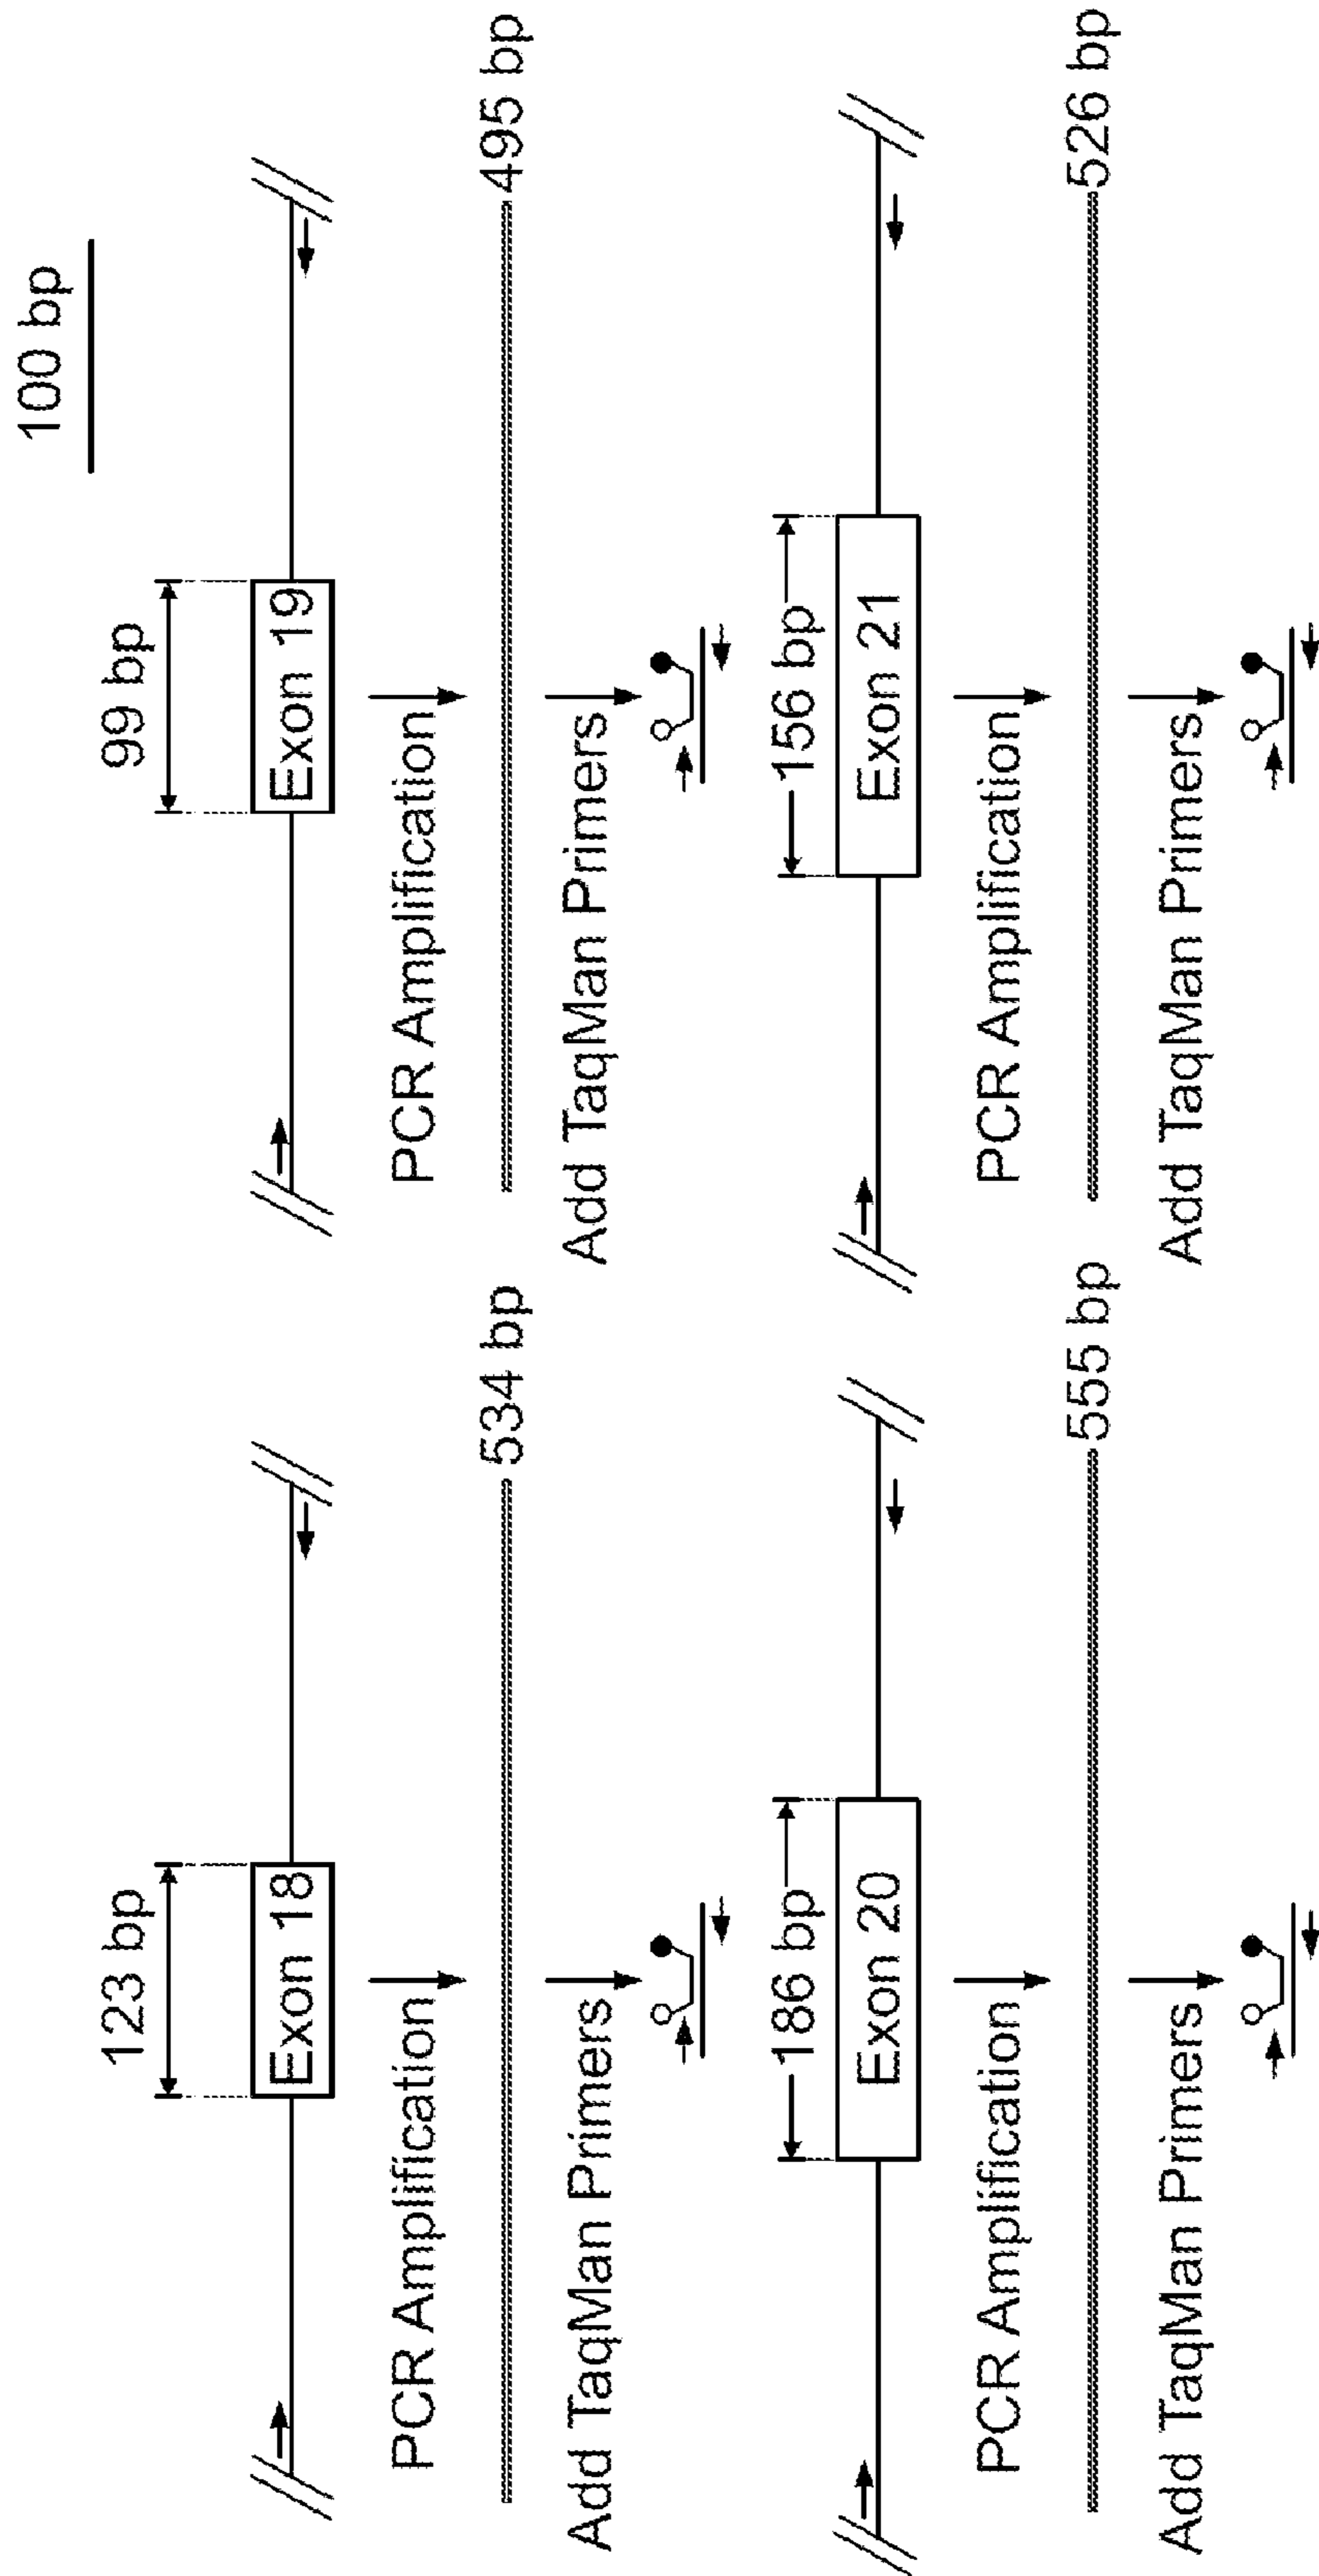 100 bp
123 bp
Exon 18
PCR Amplification
534 bp
Add TaqMan Primers
99 bp
Exon 19
PCR Amplification
495 bp
Add TaqMan Primers
186 bp
Exon 20
PCR Amplification
555 bp
Add TaqMan Primers
156 bp
Exon 21
PCR Amplification
526 bp
Add TaqMan Primers